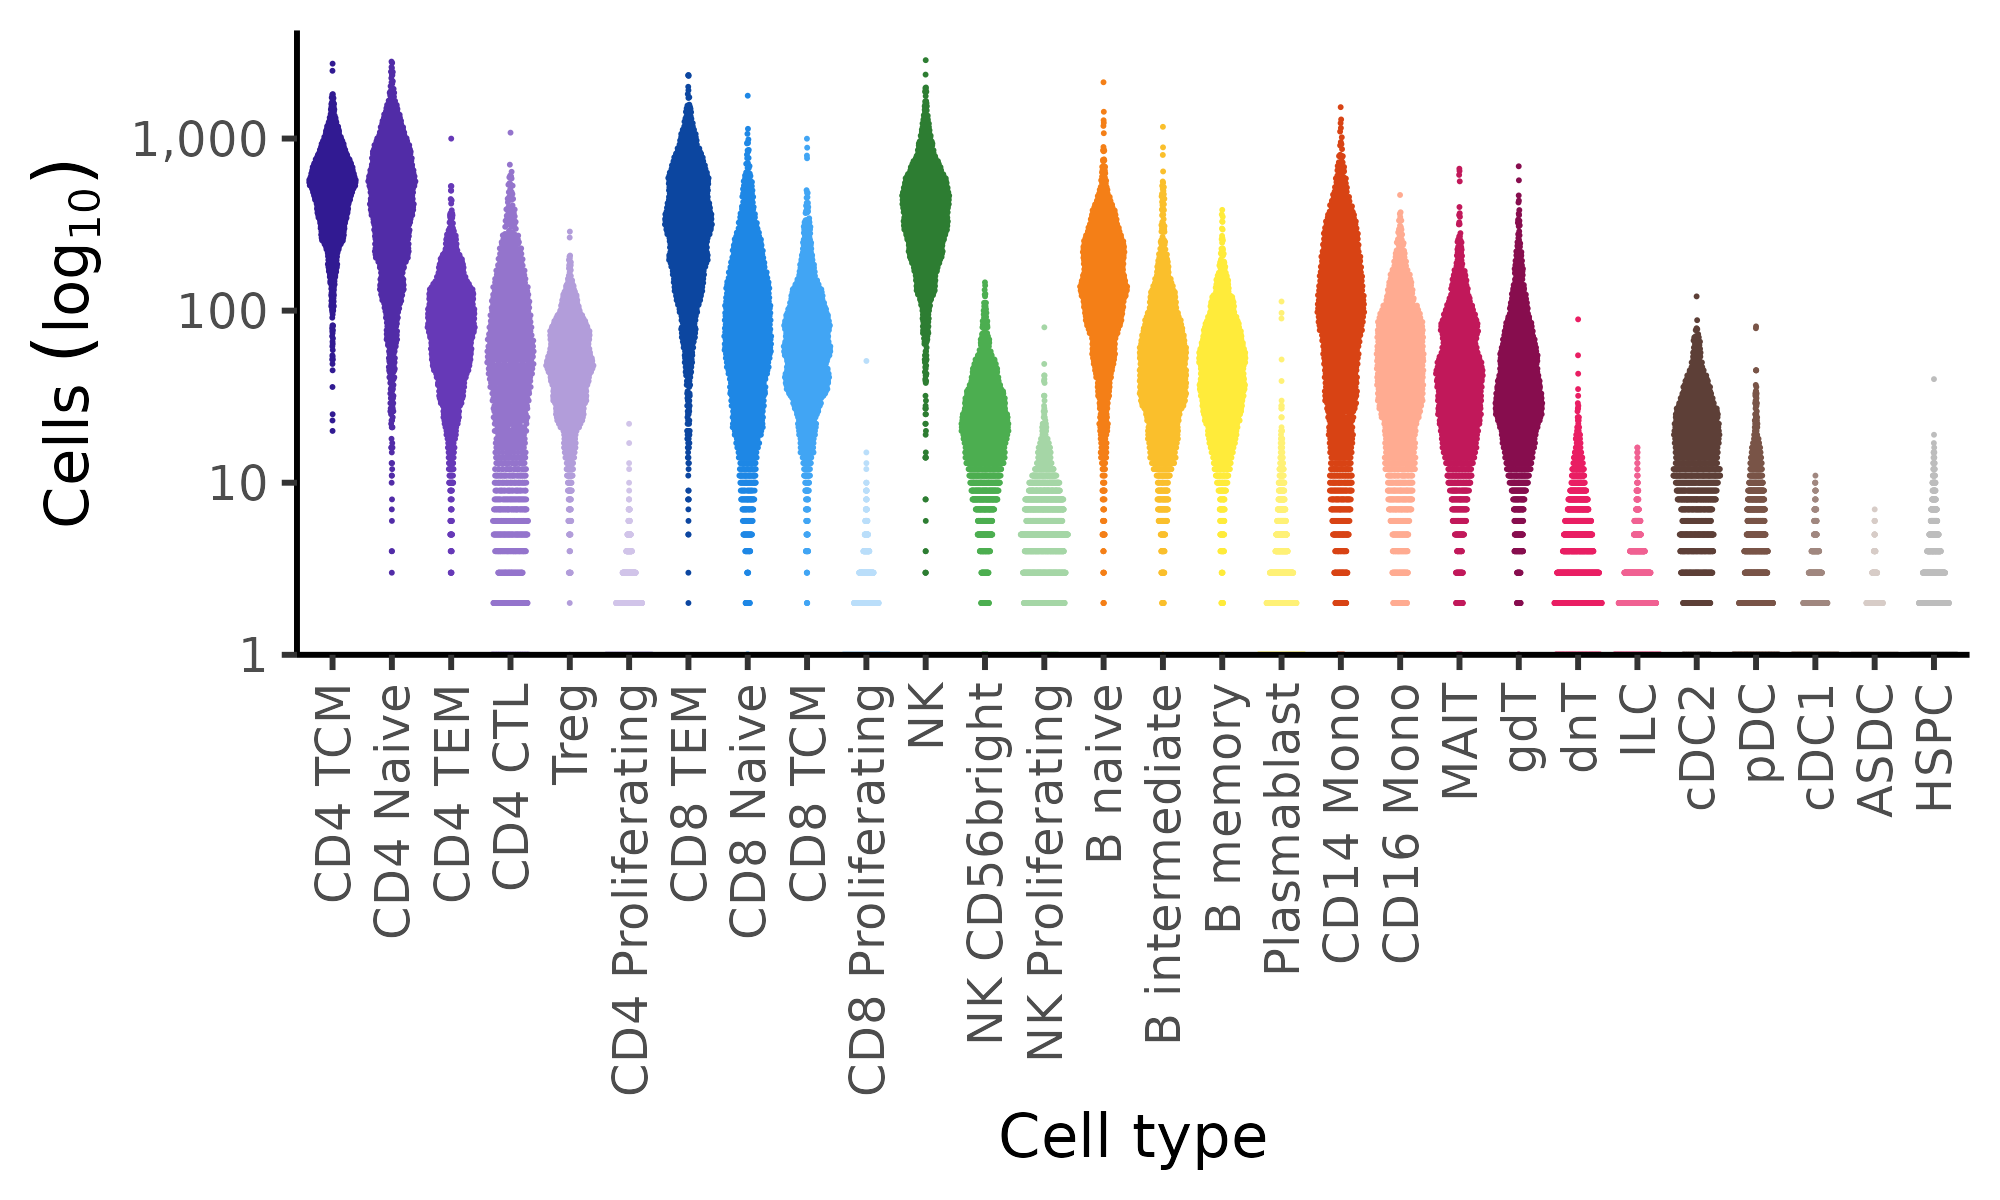 Cells (log10)
1,000
100
10
1
CD4 TCM
CD4 Naive
CD4 TEM
CD4 CTL
Treg
CD4 Proliferating
CD8 TEM
CD8 Naive
CD8 TCM
CD8 Proliferating
NK
NK CD56bright
NK Proliferating
B naive
B intermediate
B memory
Plasmablast
CD14 Mono
CD16 Mono
MAIT
gdT
dnT
ILC
cDC2
pDC
cDC1
ASDC
HSPC
Cell type